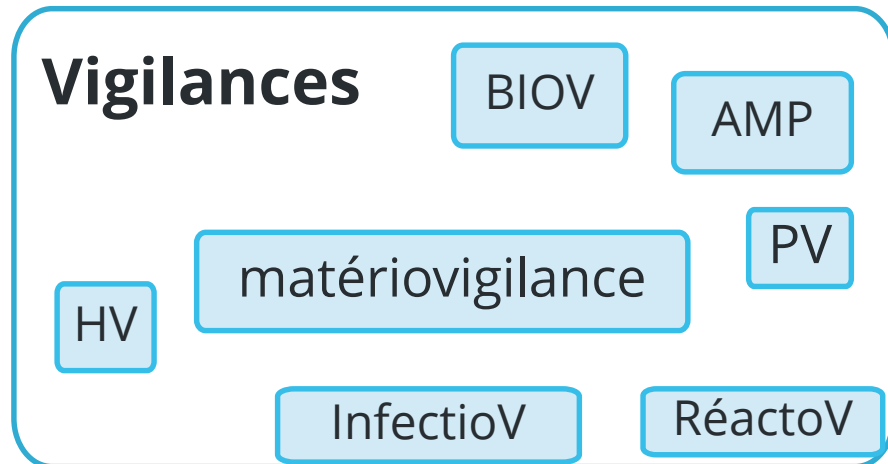 Vigilances
BIOV
AMP
PV
matériovigilance
HV
InfectioV
RéactoV